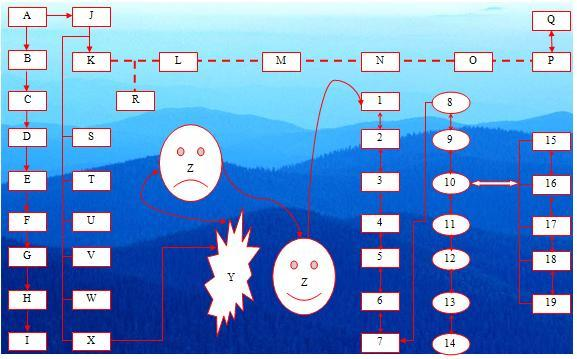 A
J
Q
B
K
L
M
N
O
P
C
R
1
8
D
S
2
9
15
Z
E
T
3
10
16
F
U
4
11
17
G
V
5
12
18
Y
Z
H
W
6
13
19
I
X
7
14